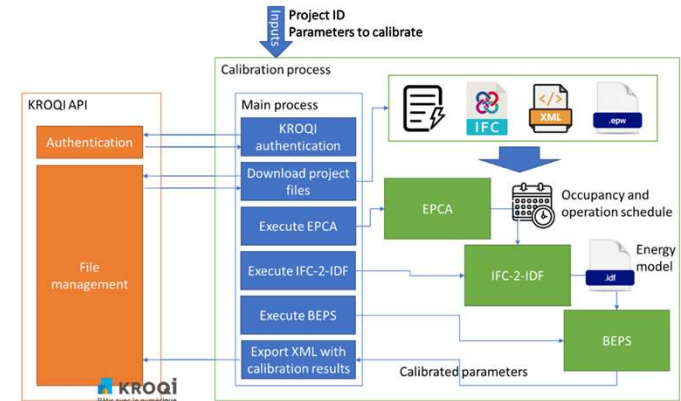 Inputs
Project ID
Parameters to calibrate
Calibration process
KROQI API
Main process
Authentication
KROQI
authentication
Download project
files
IFC
</>
XML
.epw
Execute EPCA
EPCA
Occupancy and
operation schedule
File
management
Execute IFC-2-IDF
IFC-2-IDF
Energy
model
.idf
Execute BEPS
BEPS
Export XML with
calibration results
Calibrated parameters
KROQI